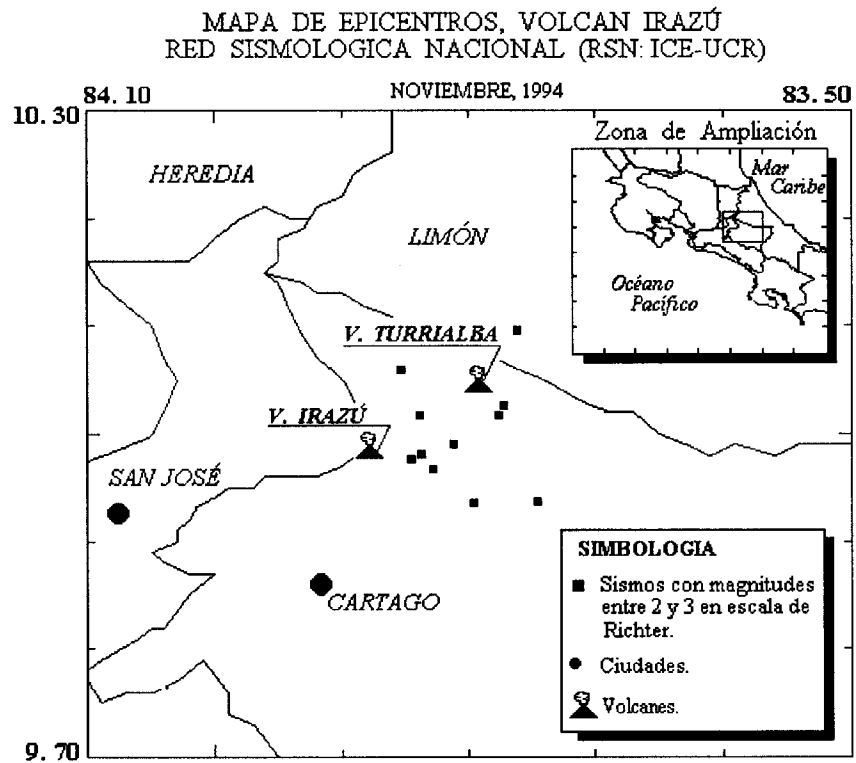 MAPA DE EPICENTROS, VOLCAN IRAZÚ
RED SISMOLOGICA NACIONAL (RSN: ICE-UCR)
84.10
NOVIEMBRE, 1994
83.50
10.30
Zona de Ampliación
Mar
Caribe
Océano
Pacífico
HEREDIA
LIMÓN
V. TURRIALBA
V. IRAZÚ
SAN JOSÉ
CARTAGO
SIMBOLOGIA
Sismos con magnitudes
entre 2 y 3 en escala de
Richter.
Ciudades.
Volcanes.
9.70